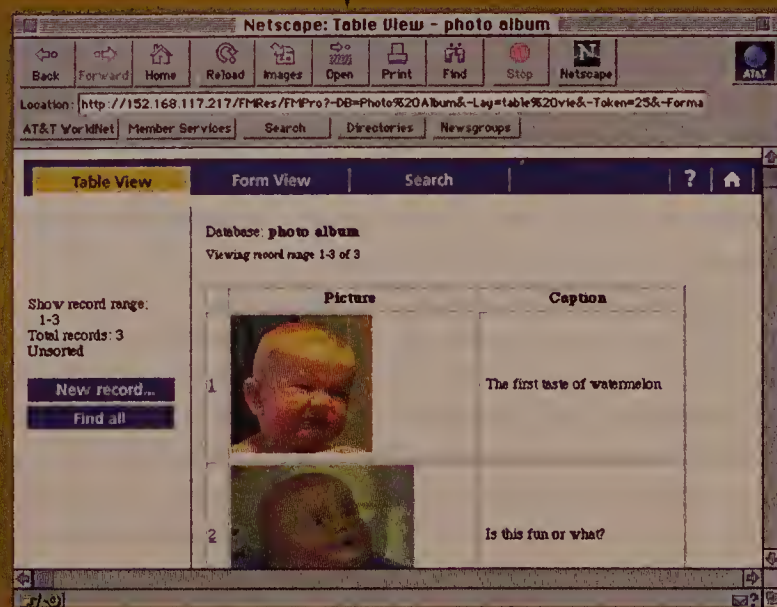 Netscape: Table View - photo album
Back Forward Home Reload Images Open Print Find Stop Netscape
N
AT&T
Location: http://152.168.117.217/FMRes/FMPro?-DB=Photo%20Album&-Lay=table%20vie&-Token=25&-Forma
AT&T WorldNet Member Services Search Directories Newsgroups
Table View Form View Search ?
Database: photo album
Viewing record range 1-3 of 3
Picture Caption
Show record range:
1-3
Total records: 3
Unsorted
New record...
Find all
1 The first taste of watermelon
2 Is this fun or what?
?